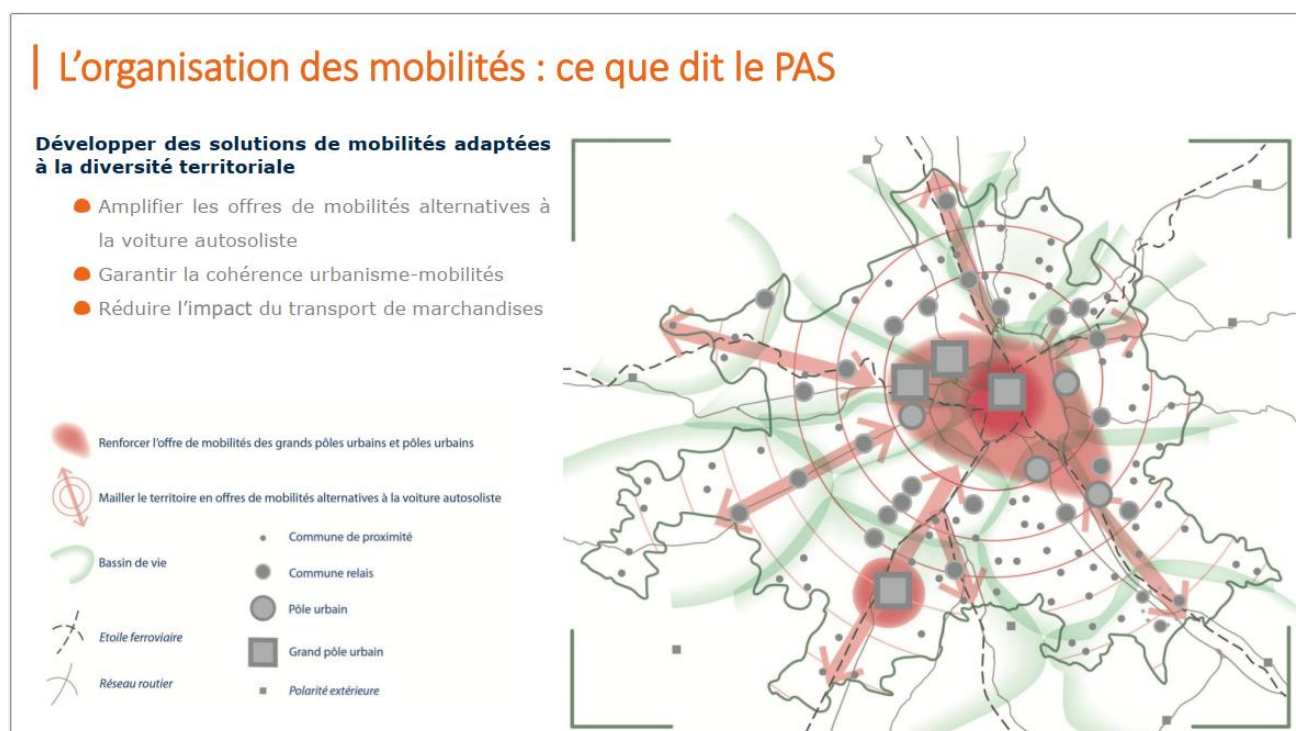 L'organisation des mobilités : ce que dit le PAS
Développer des solutions de mobilités adaptées
à la diversité territoriale
Amplifier les offres de mobilités alternatives à
la voiture autosoliste
Garantir la cohérence urbanisme-mobilités
Réduire l'impact du transport de marchandises
Renforcer l'offre de mobilités des grands pôles urbains et pôles urbains
Mailler le territoire en offres de mobilités alternatives à la voiture autosoliste
Bassin de vie
Etoile ferroviaire
Réseau routier
Commune de proximité
Commune relais
Pôle urbain
Grand pôle urbain
Polarité extérieure